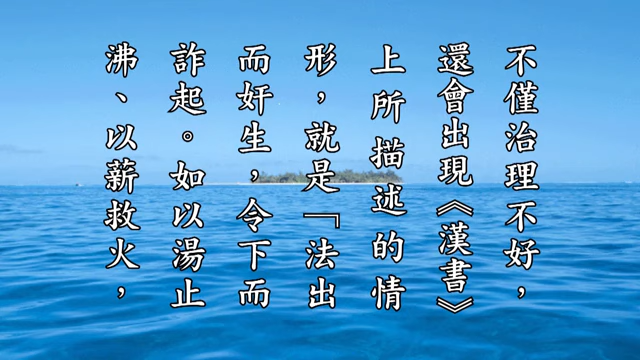 不僅治理不好，
還會出現《漢書》
上所描述的情
形，就是「法出
而奸生，令下而
詐起。如以湯止
沸、以薪救火，